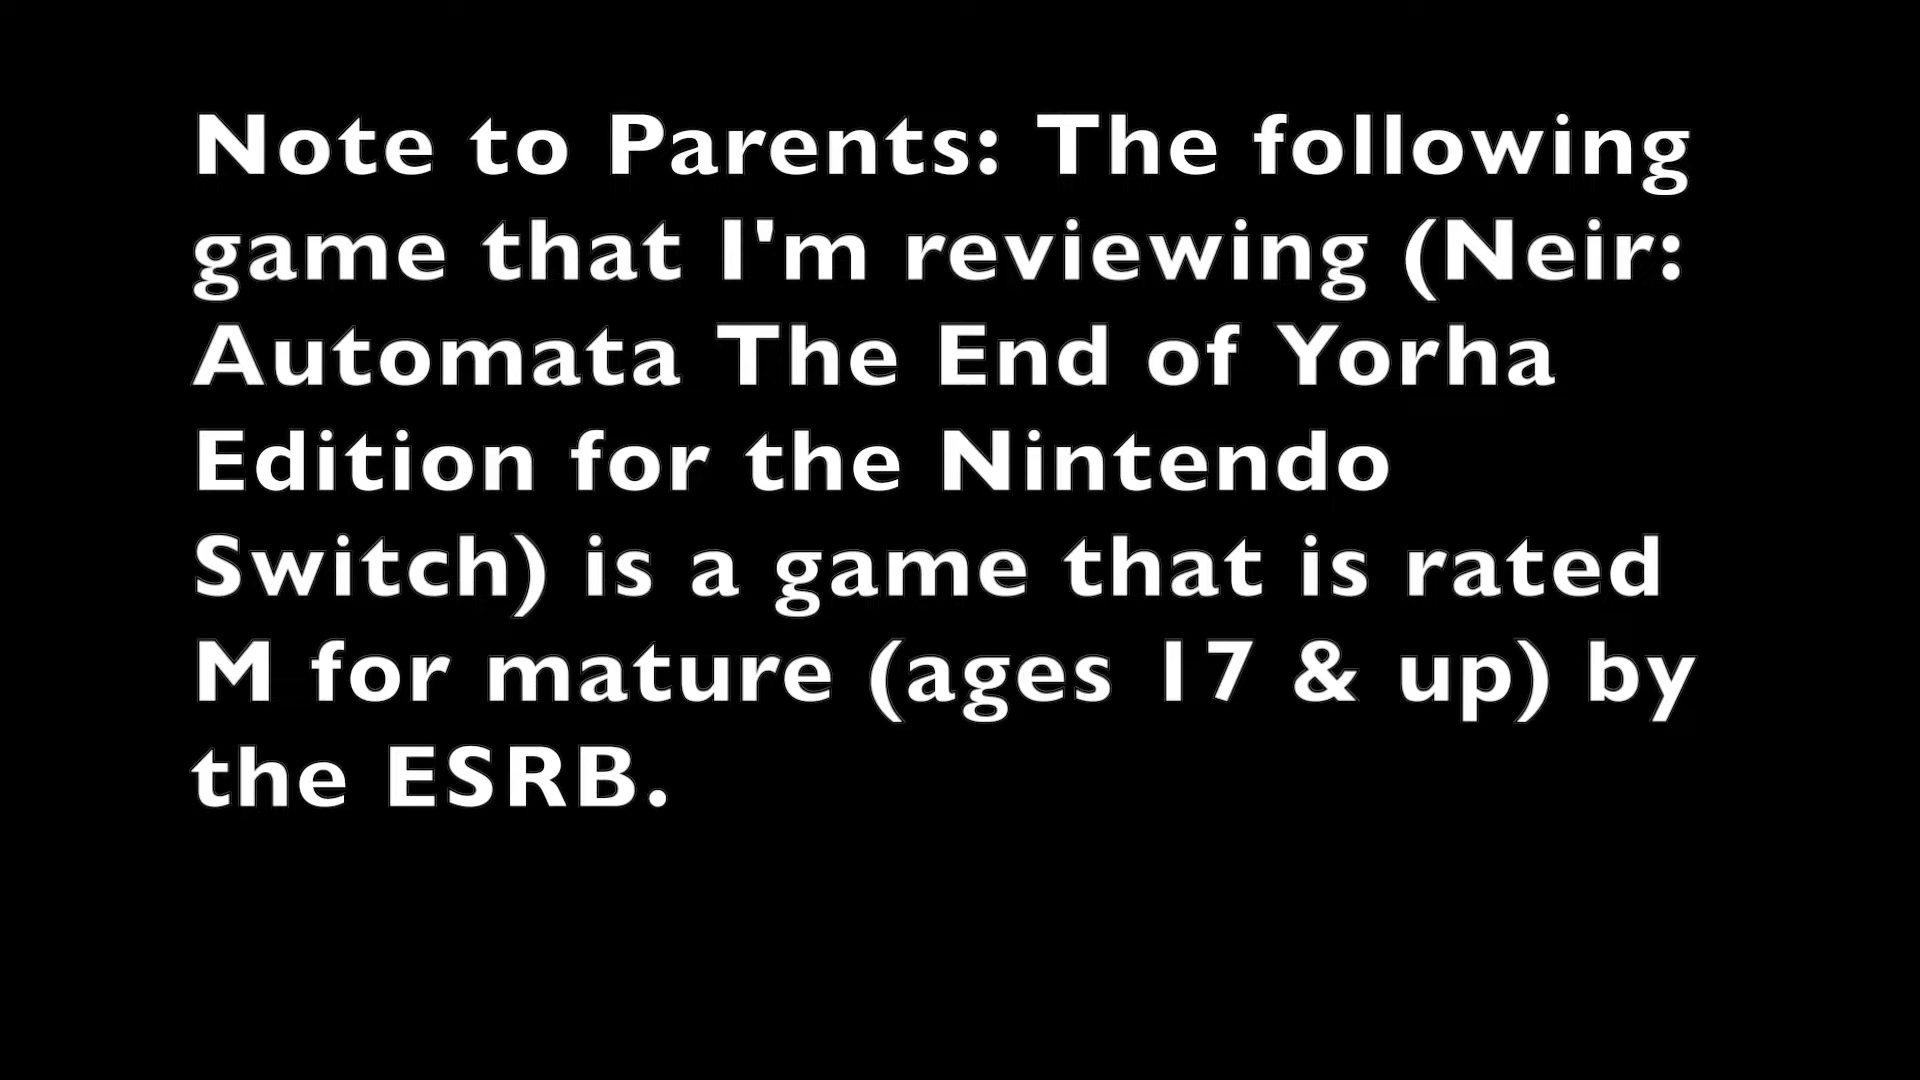 Note to Parents: The following
game that I'm reviewing (Neir:
Automata The End of Yorha
Edition for the Nintendo
Switch) is a game that is rated
M for mature (ages 17 & up) by
the ESRB.